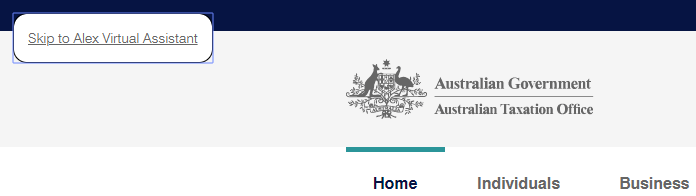 Skip to Alex Virtual Assistant
Australian Government
Australian Taxation Office
Home Individuals Business